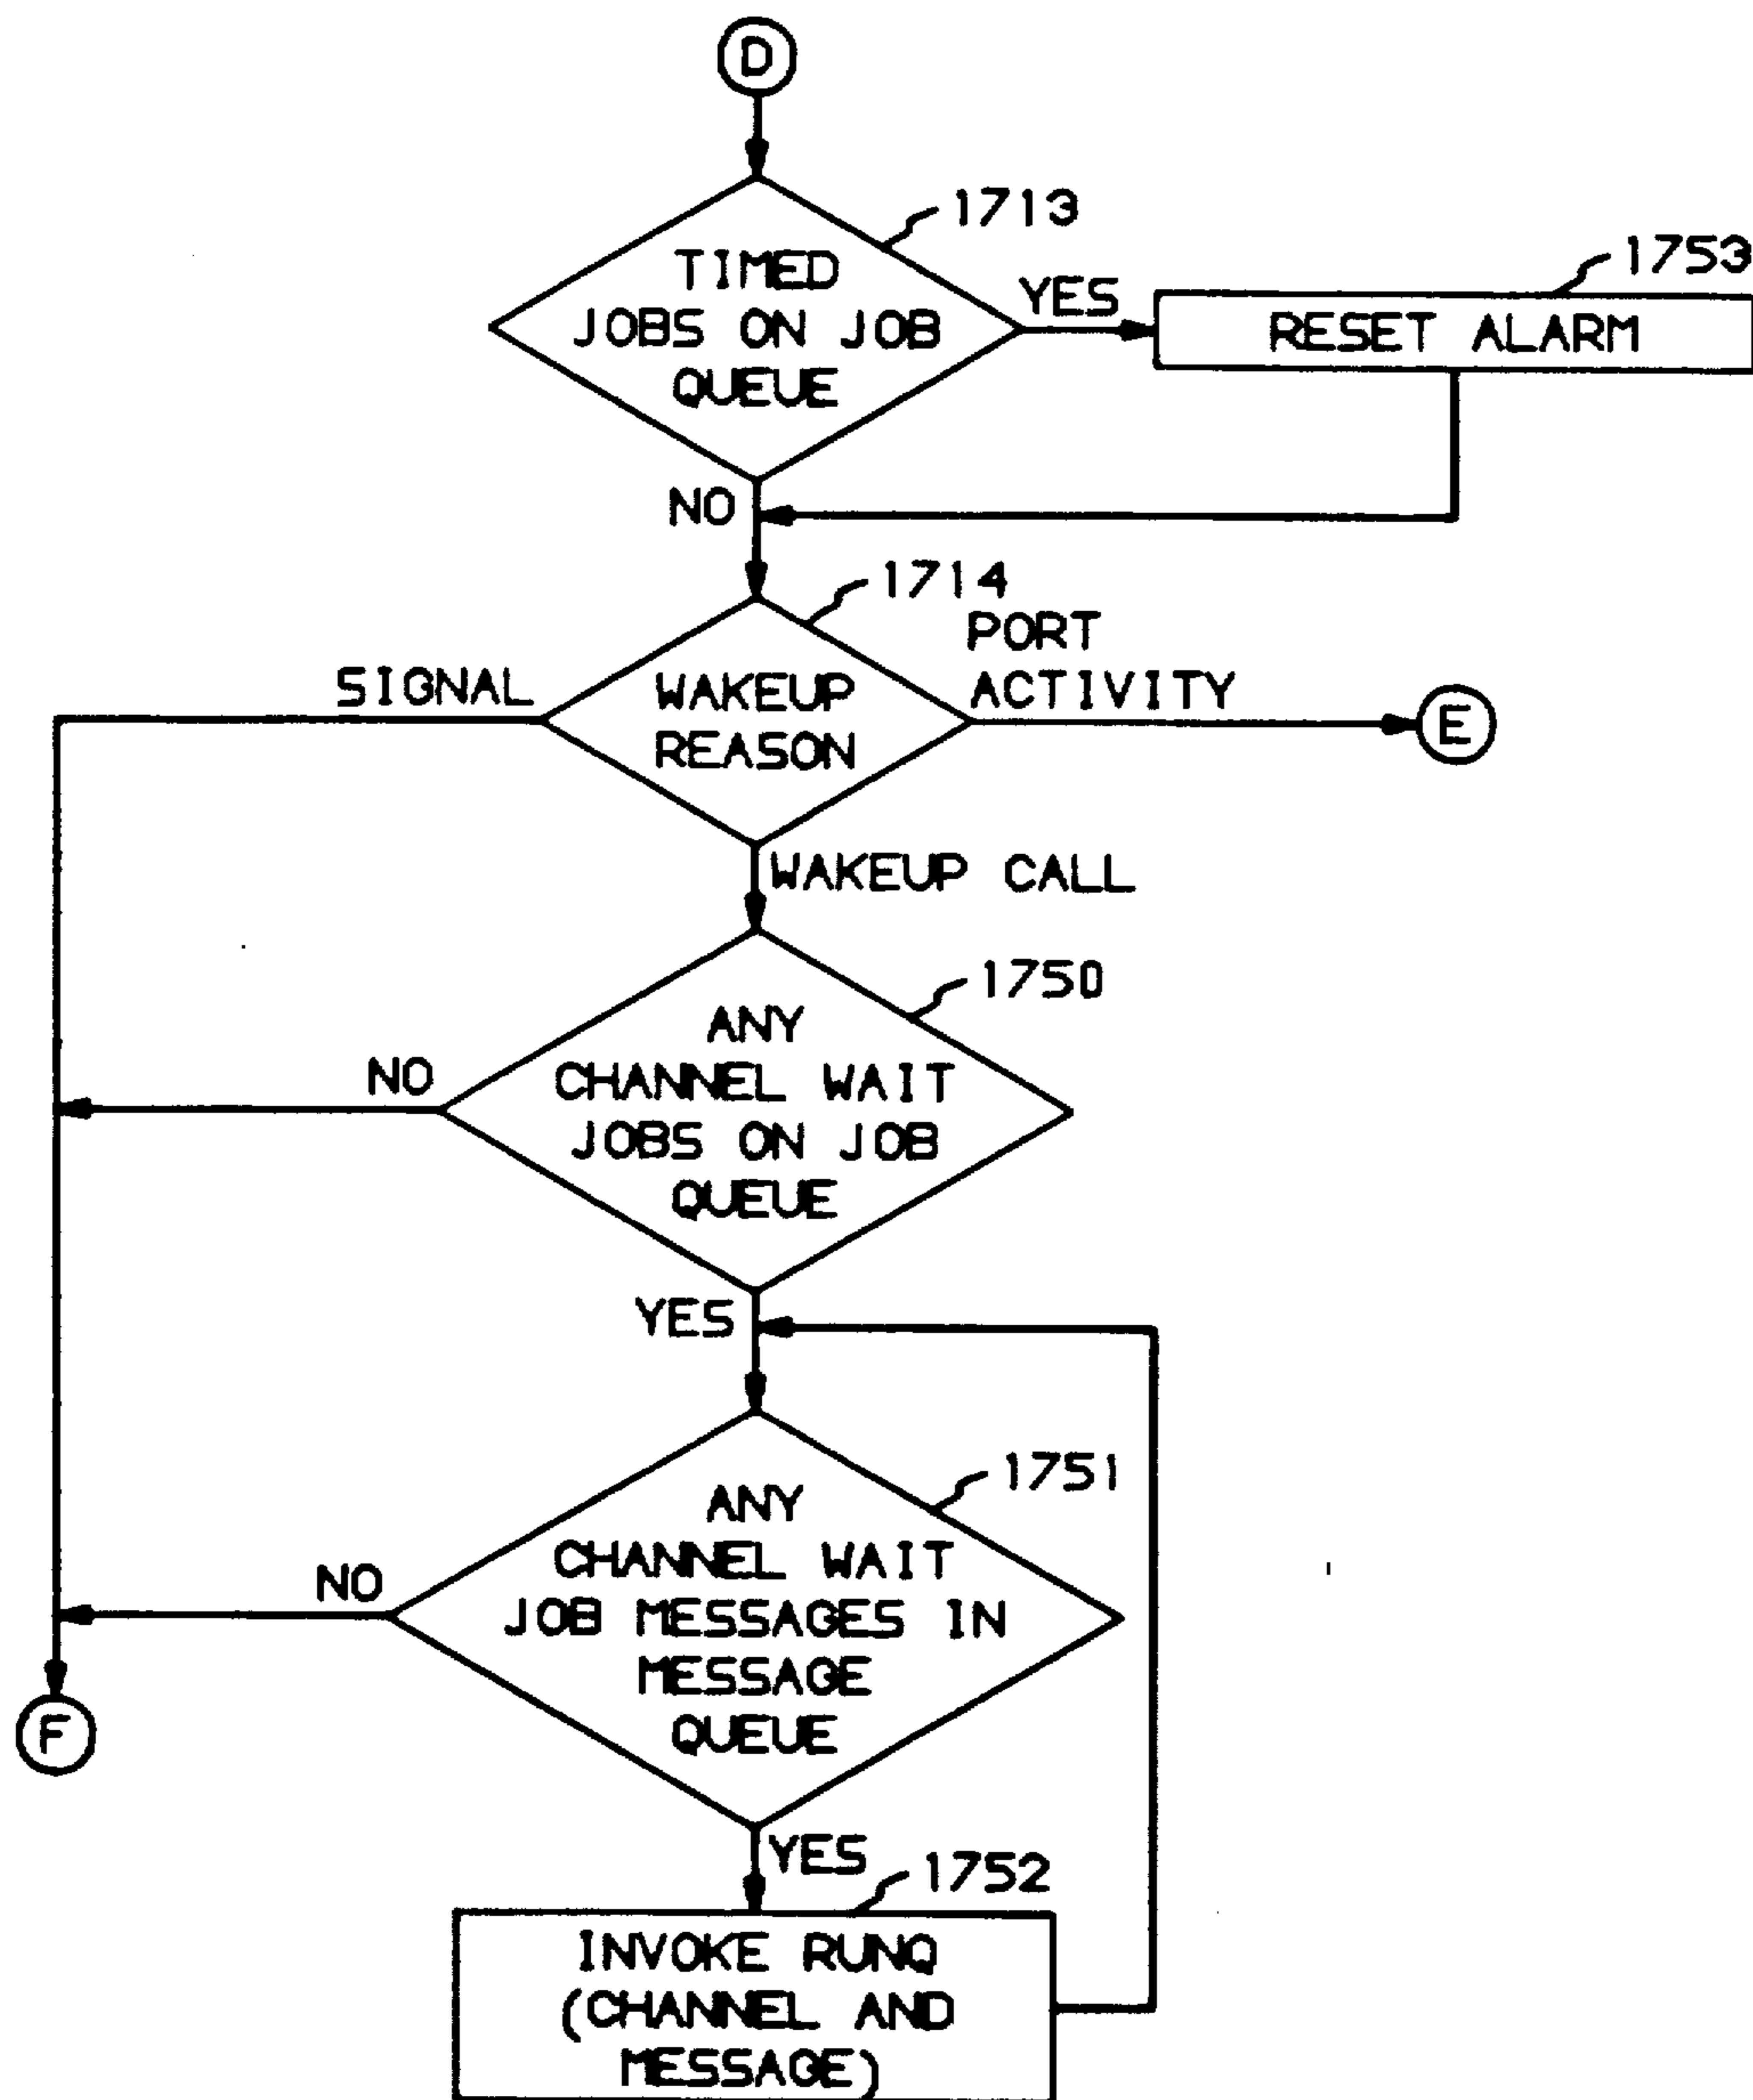 D
1713
TIMED
JOBS ON JOB
QUEUE
YES
1753
RESET ALARM
NO
1714
PORT
ACTIVITY
SIGNAL
WAKEUP
REASON
E
WAKEUP CALL
1750
ANY
CHANNEL WAIT
JOBS ON JOB
QUEUE
NO
YES
1751
ANY
CHANNEL WAIT
JOB MESSAGES IN
MESSAGE
QUEUE
NO
F
YES
1752
INVOKE RUNQ
(CHANNEL AND
MESSAGE)